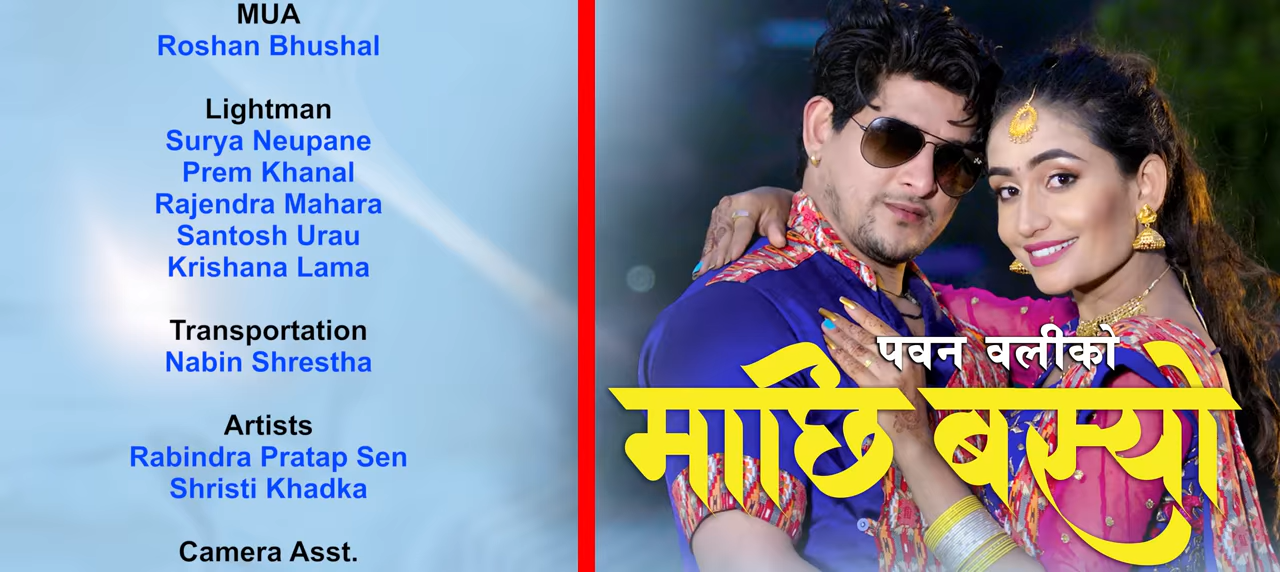 MUA
Roshan Bhushal
Lightman
Surya Neupane
Prem Khanal
Rajendra Mahara
Santosh Urau
Krishana Lama
Transportation
Nabin Shrestha
Artists
Rabindra Pratap Sen
Shristi Khadka
Camera Asst.
पवन वलीको
माछि बस्यो